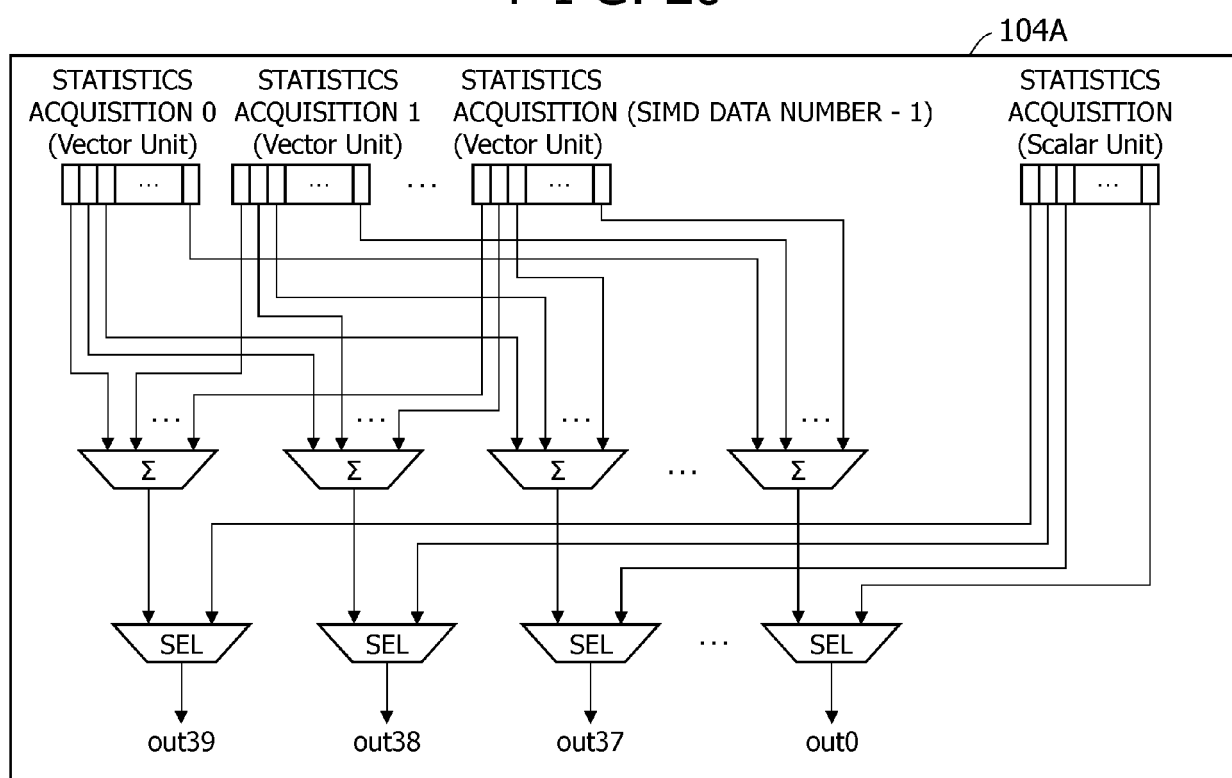 104A
STATISTICS
ACQUISITION 0
(Vector Unit)
STATISTICS
ACQUISITION 1
(Vector Unit)
STATISTICS
ACQUISITION (SIMD DATA NUMBER - 1)
(Vector Unit)
STATISTICS
ACQUISITION
(Scalar Unit)
... ... ... ... ...
... ... ... ...
Σ Σ Σ ... Σ
SEL SEL SEL ... SEL
out39 out38 out37 out0